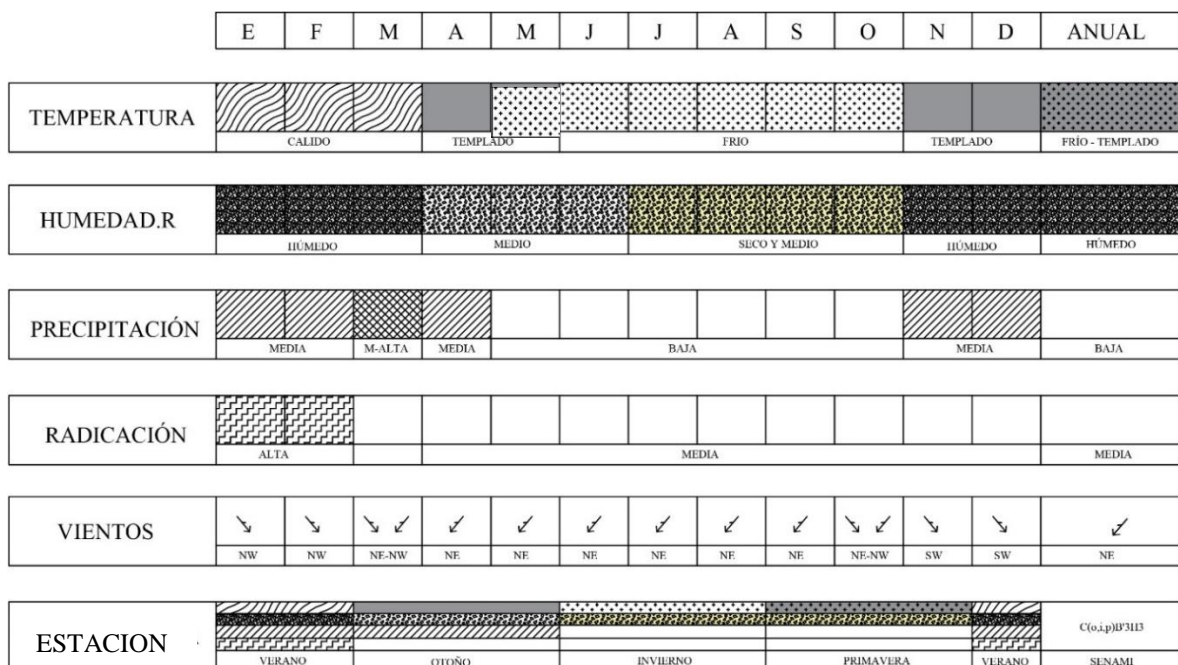 E F M A M J J A S O N D ANUAL
TEMPERATURA
CALIDO TEMPLADO FRIO TEMPLADO FRÍO - TEMPLADO
HUMEDAD.R
HÚMEDO MEDIO SECO Y MEDIO HÚMEDO HÚMEDO
PRECIPITACIÓN
MEDIA M-ALTA MEDIA BAJA MEDIA BAJA
RADICACIÓN
ALTA MEDIA MEDIA
VIENTOS
NW NW NE-NW NE NE NE NE NE NE NE-NW SW SW NE
ESTACION
VERANO OTOÑO INVIERNO PRIMAVERA VERANO SENAMI